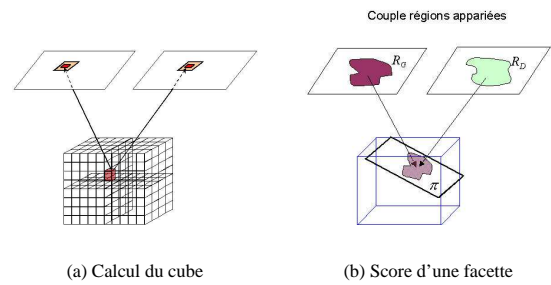 Couple régions appariées
R_G
R_D
π
(a) Calcul du cube
(b) Score d'une facette